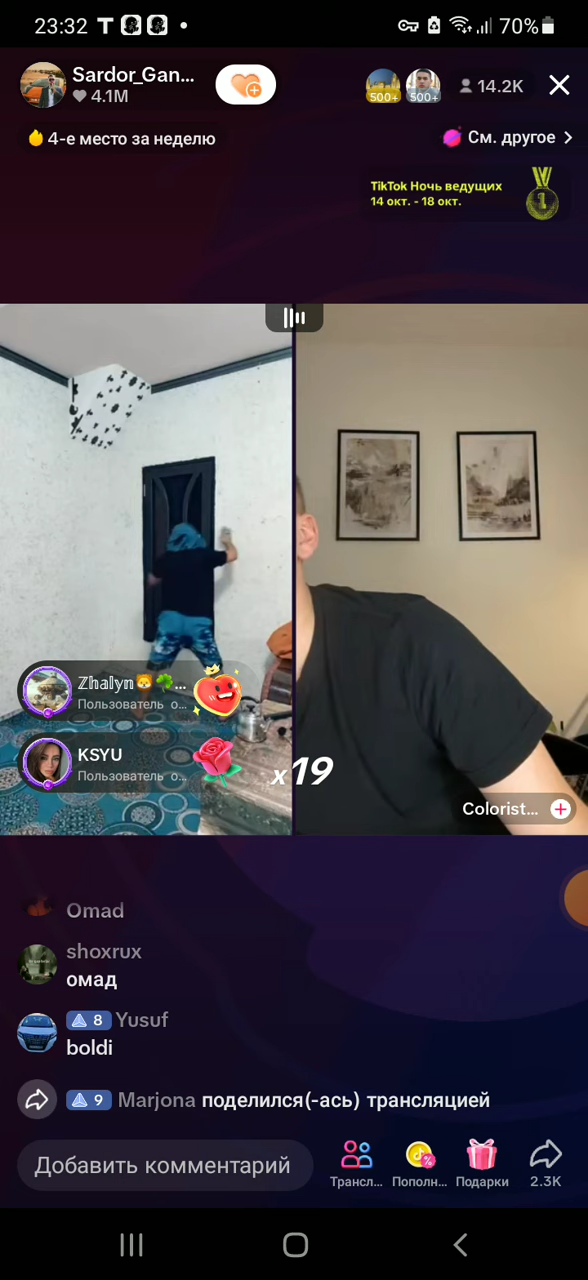 23:32
70%
Sardor_Gan...
4.1M
500+
500+
14.2K
4-е место за неделю
См. другое
TikTok Ночь ведущих
14 окт. - 18 окт.
1
ℤhalyn🦁🍀...
Пользователь о...
KSYU
Пользователь о...
x19
Colorist...
Omad
shoxrux
омад
8 Yusuf
boldi
9 Marjona поделился(-ась) трансляцией
Добавить комментарий
Трансл...
Пополн...
Подарки
2.3K